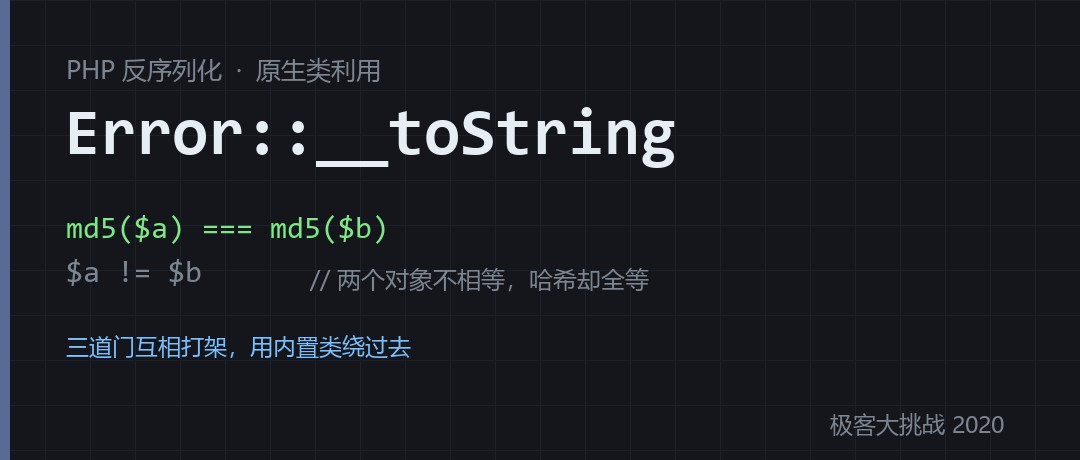 PHP 反序列化 · 原生类利用
Error::__toString
md5($a) === md5($b)
$a != $b // 两个对象不相等，哈希却全等
三道门互相打架，用内置类绕过去
极客大挑战 2020